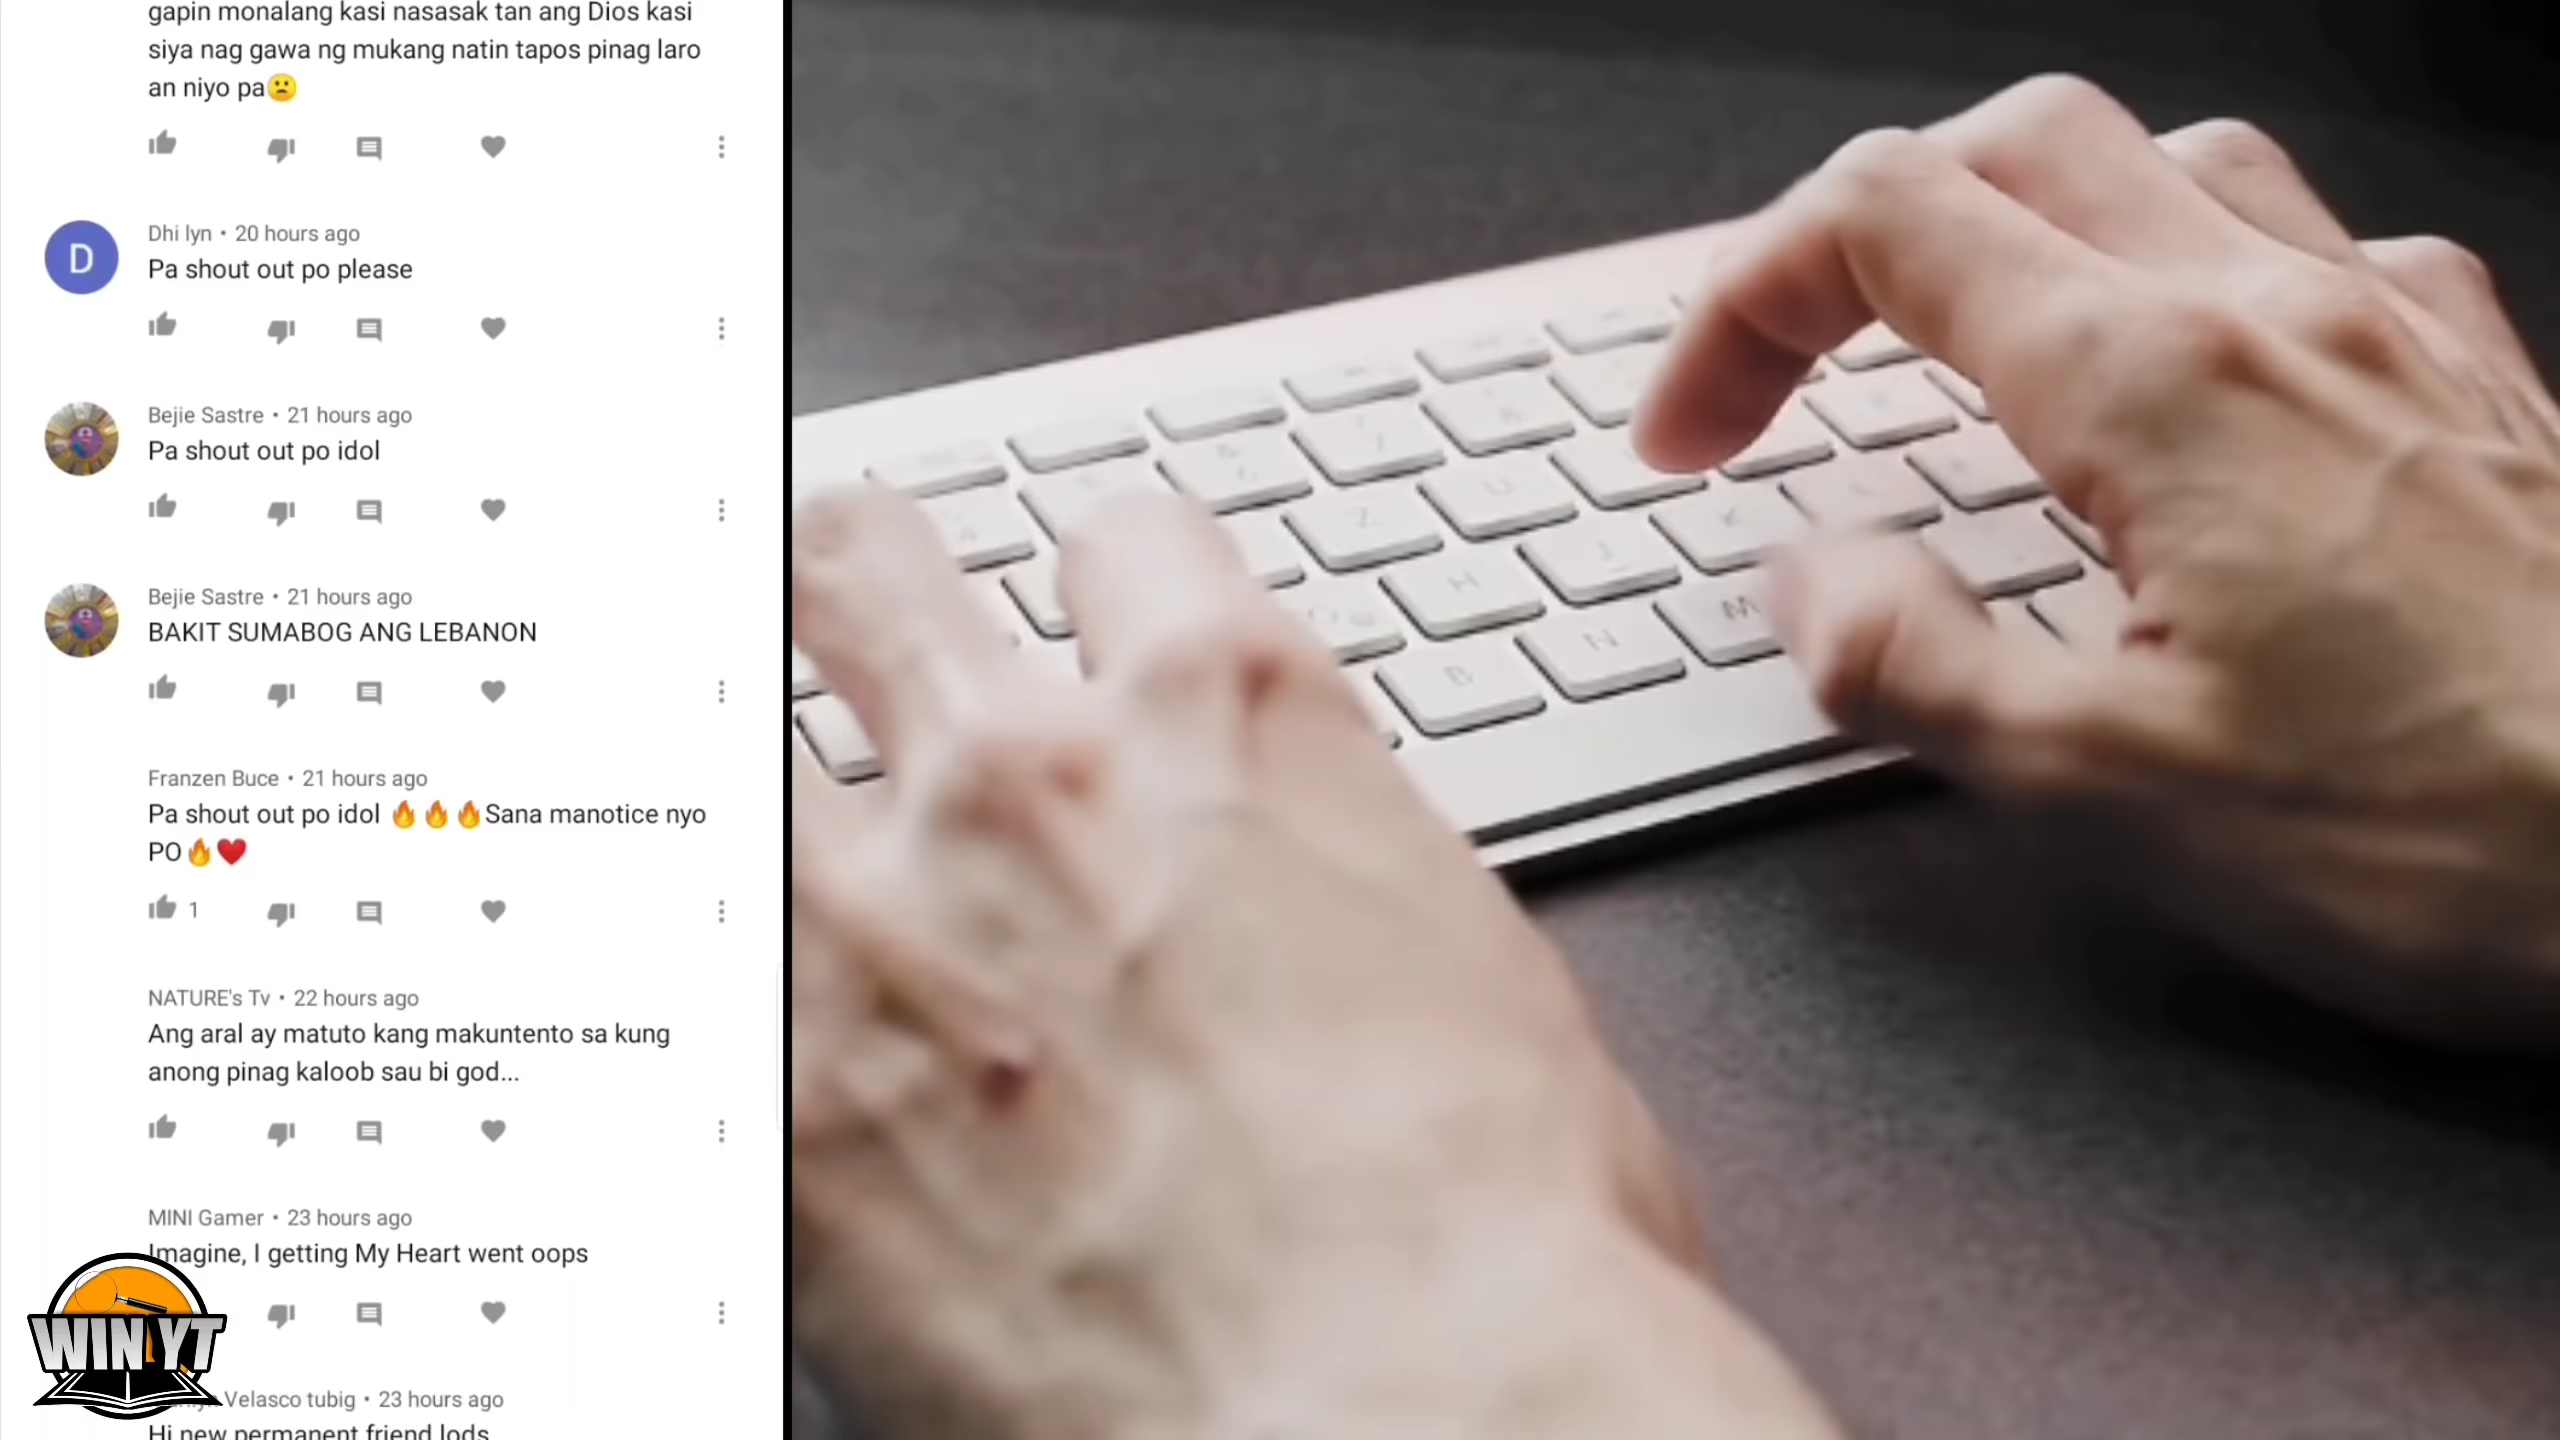 gapin monalang kasi nasasak tan ang Dios kasi
siya nag gawa ng mukang natin tapos pinag laro
an niyo pa🙁
Dhi lyn • 20 hours ago
D
Pa shout out po please
Bejie Sastre • 21 hours ago
Pa shout out po idol
Bejie Sastre • 21 hours ago
BAKIT SUMABOG ANG LEBANON
Franzen Buce • 21 hours ago
Pa shout out po idol 🔥🔥🔥Sana manotice nyo
PO🔥❤️
1
NATURE's Tv • 22 hours ago
Ang aral ay matuto kang makuntento sa kung
anong pinag kaloob sau bi god...
MINI Gamer • 23 hours ago
Imagine, I getting My Heart went oops
WIN YT
Velasco tubig • 23 hours ago
Hi new permanent friend lods
Z U
H J K
B N M